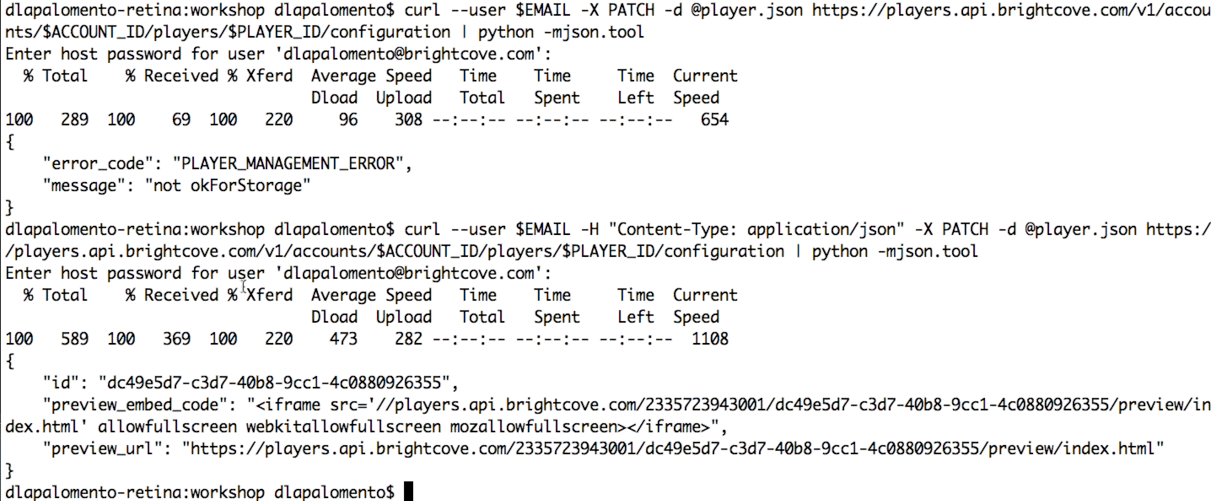 dlapalomento-retina:workshop dlapalomento$ curl --user $EMAIL -X PATCH -d @player.json https://players.api.brightcove.com/v1/accou
nts/$ACCOUNT_ID/players/$PLAYER_ID/configuration | python -mjson.tool
Enter host password for user 'dlapalomento@brightcove.com':
  % Total    % Received % Xferd  Average Speed   Time    Time     Time  Current
                                 Dload  Upload   Total   Spent    Left  Speed
100   289  100    69  100   220     96    308 --:--:-- --:--:-- --:--:--   654
{
    "error_code": "PLAYER_MANAGEMENT_ERROR",
    "message": "not okForStorage"
}
dlapalomento-retina:workshop dlapalomento$ curl --user $EMAIL -H "Content-Type: application/json" -X PATCH -d @player.json https:/
/players.api.brightcove.com/v1/accounts/$ACCOUNT_ID/players/$PLAYER_ID/configuration | python -mjson.tool
Enter host password for user 'dlapalomento@brightcove.com':
  % Total    % Received % Xferd  Average Speed   Time    Time     Time  Current
                                 Dload  Upload   Total   Spent    Left  Speed
100   589  100   369  100   220    473    282 --:--:-- --:--:-- --:--:--  1108
{
    "id": "dc49e5d7-c3d7-40b8-9cc1-4c0880926355",
    "preview_embed_code": "<iframe src='//players.api.brightcove.com/2335723943001/dc49e5d7-c3d7-40b8-9cc1-4c0880926355/preview/in
dex.html' allowfullscreen webkitallowfullscreen mozallowfullscreen></iframe>",
    "preview_url": "https://players.api.brightcove.com/2335723943001/dc49e5d7-c3d7-40b8-9cc1-4c0880926355/preview/index.html"
}
dlapalomento-retina:workshop dlapalomento$